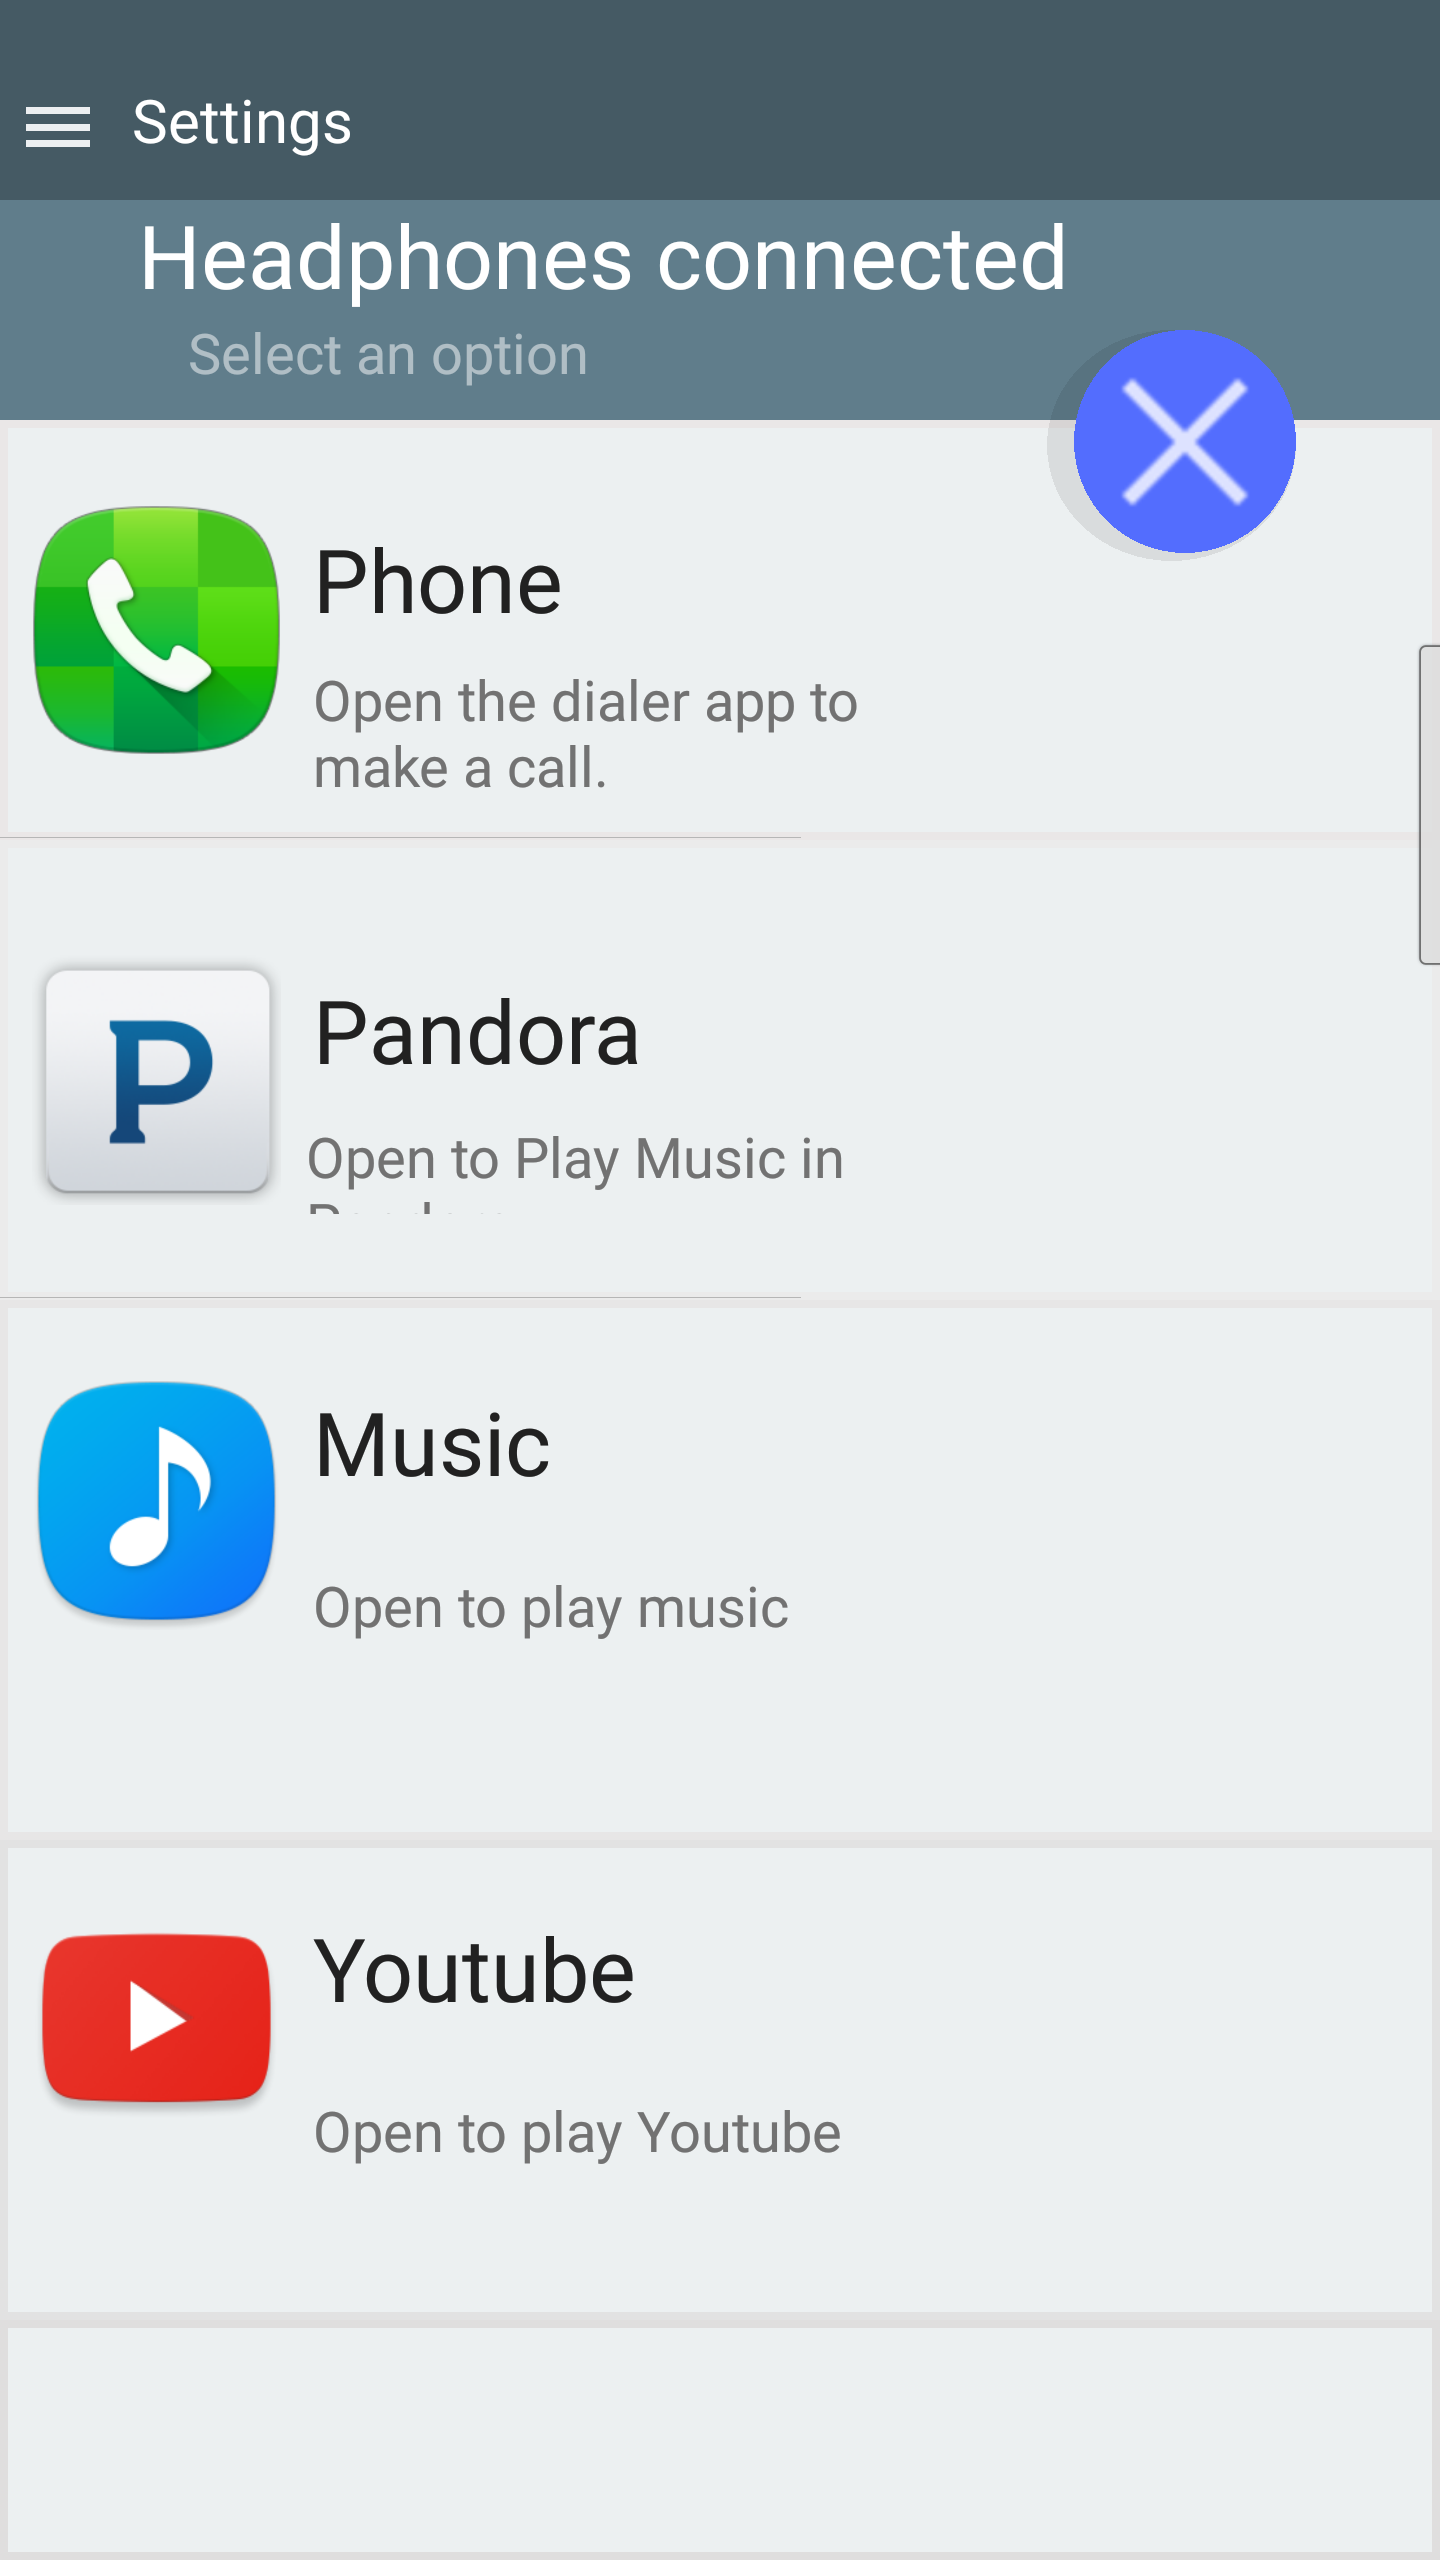 Settings
Headphones connected
Select an option
Phone
Open the dialer app to
make a call.
Pandora
Open to Play Music in
Music
Open to play music
Youtube
Open to play Youtube